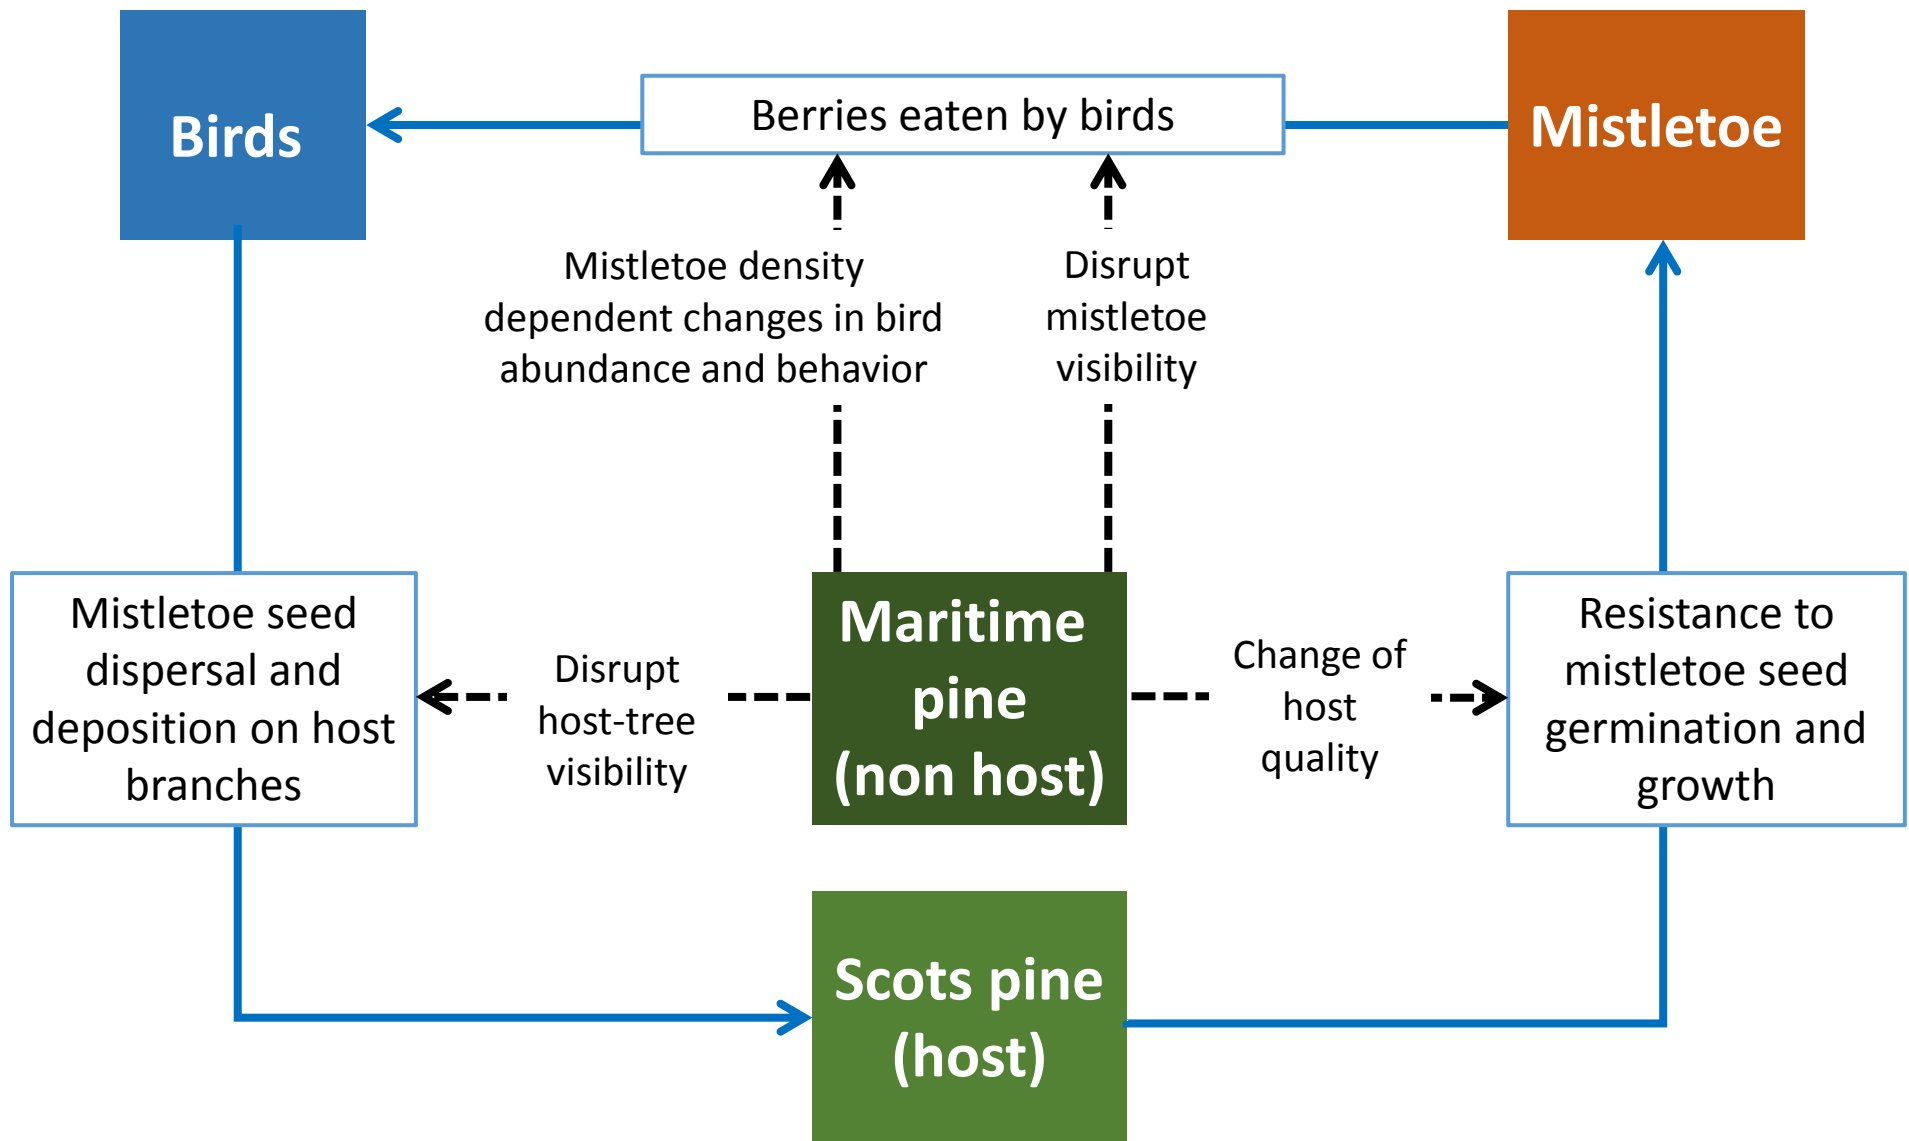 Birds
Berries eaten by birds
Mistletoe
Mistletoe density
dependent changes in bird
abundance and behavior
Disrupt
mistletoe
visibility
Mistletoe seed
dispersal and
deposition on host
branches
Disrupt
host-tree
visibility
Maritime
pine
(non host)
Change of
host
quality
Resistance to
mistletoe seed
germination and
growth
Scots pine
(host)